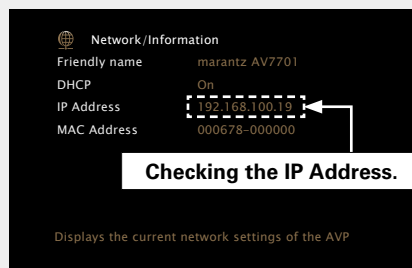 Network/Information
Friendly name marantz AV7701
DHCP On
IP Address 192.168.100.19
MAC Address 000678-000000
Checking the IP Address.
Displays the current network settings of the AVP